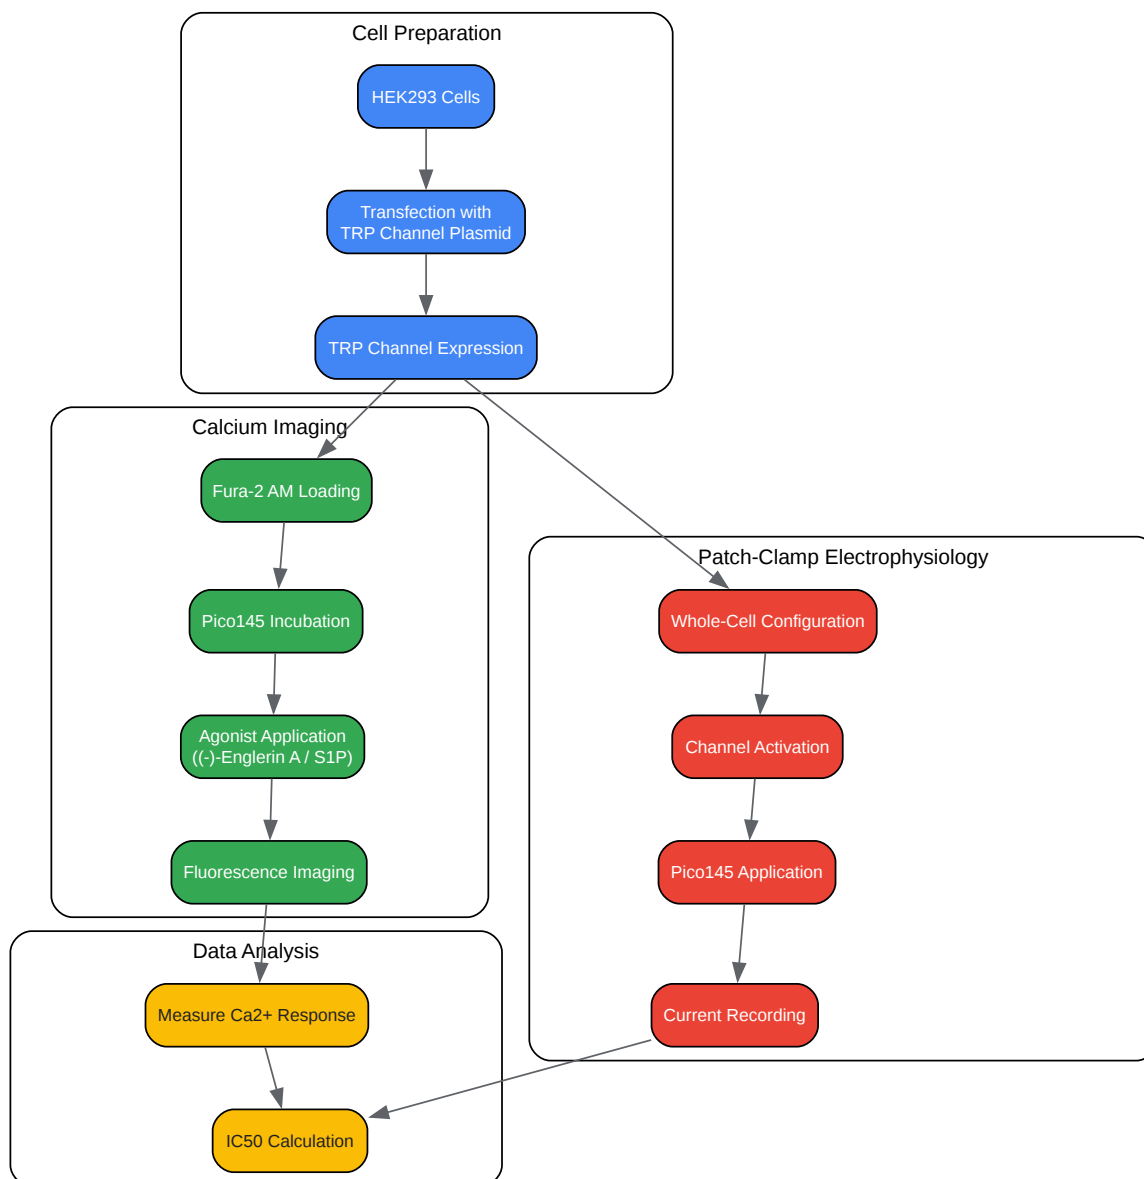 Cell Preparation
HEK293 Cells
Transfection with
TRP Channel Plasmid
TRP Channel Expression
Calcium Imaging
Fura-2 AM Loading
Pico145 Incubation
Agonist Application
((-)-Englerin A / S1P)
Fluorescence Imaging
Patch-Clamp Electrophysiology
Whole-Cell Configuration
Channel Activation
Pico145 Application
Current Recording
Data Analysis
Measure Ca2+ Response
IC50 Calculation